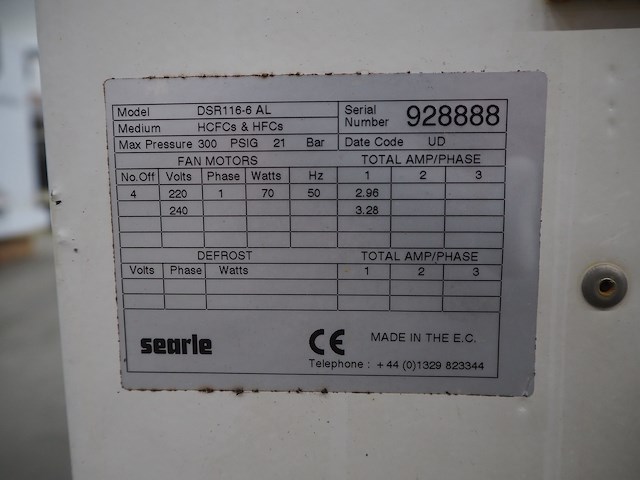 Model DSR116-6 AL Serial Number 928888
Medium HCFCs & HFCs
Max Pressure 300 PSIG 21 Bar Date Code UD
FAN MOTORS TOTAL AMP/PHASE
No.Off Volts Phase Watts Hz 1 2 3
4 220 1 70 50 2.96
240 3.28
DEFROST TOTAL AMP/PHASE
Volts Phase Watts 1 2 3
searle CE MADE IN THE E.C.
Telephone : +44 (0)1329 823344